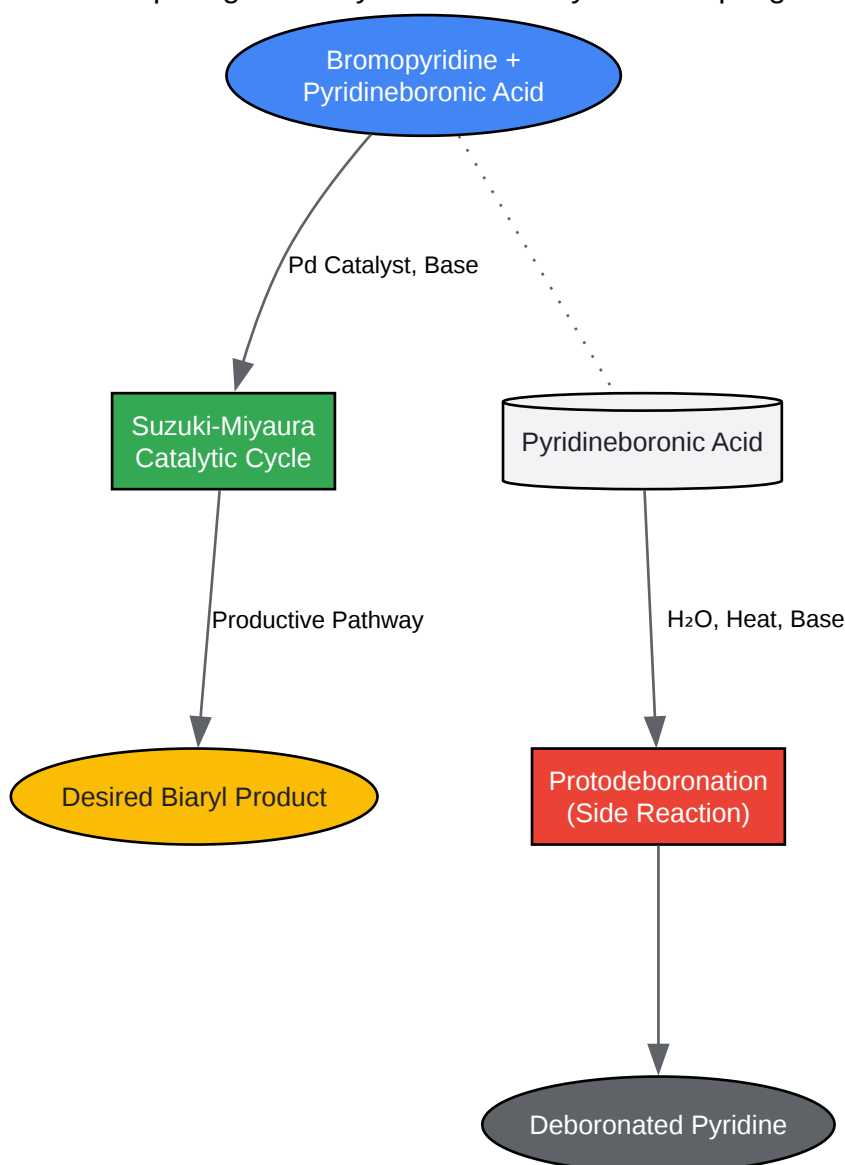 Bromopyridine +
Pyridineboronic Acid
Pd Catalyst, Base
Suzuki-Miyaura
Catalytic Cycle
Pyridineboronic Acid
Productive Pathway
H₂O, Heat, Base
Desired Biaryl Product
Protodeboronation
(Side Reaction)
Deboronated Pyridine